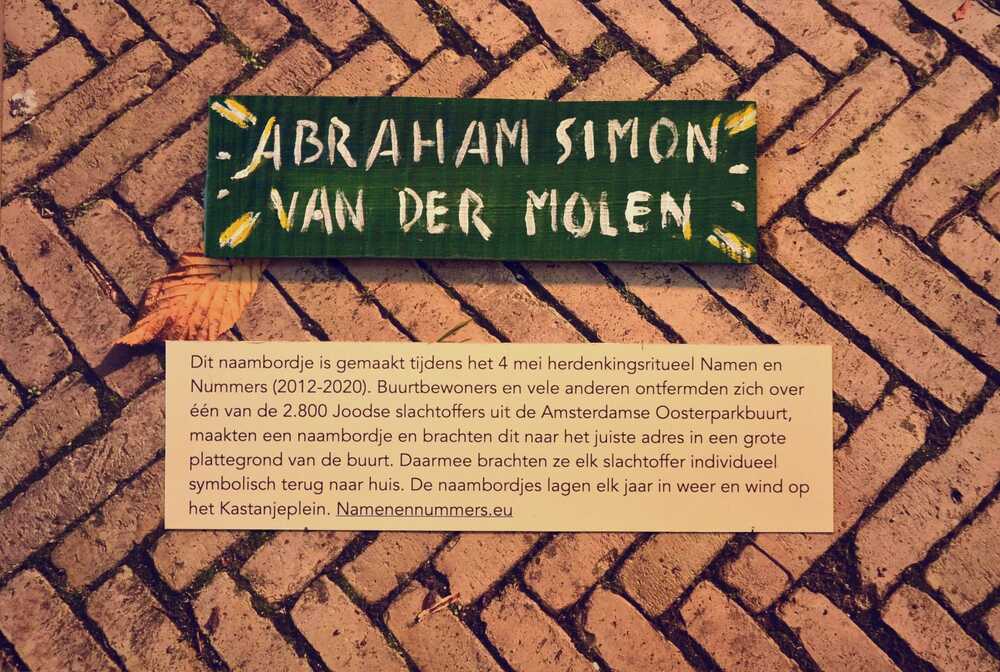 ABRAHAM SIMON
VAN DER MOLEN
Dit naambordje is gemaakt tijdens het 4 mei herdenkingsritueel Namen en
Nummers (2012-2020). Buurtbewoners en vele anderen ontfermden zich over
één van de 2.800 Joodse slachtoffers uit de Amsterdamse Oosterparkbuurt,
maakten een naambordje en brachten dit naar het juiste adres in een grote
plattegrond van de buurt. Daarmee brachten ze elk slachtoffer individueel
symbolisch terug naar huis. De naambordjes lagen elk jaar in weer en wind op
het Kastanjeplein. Namenennummers.eu